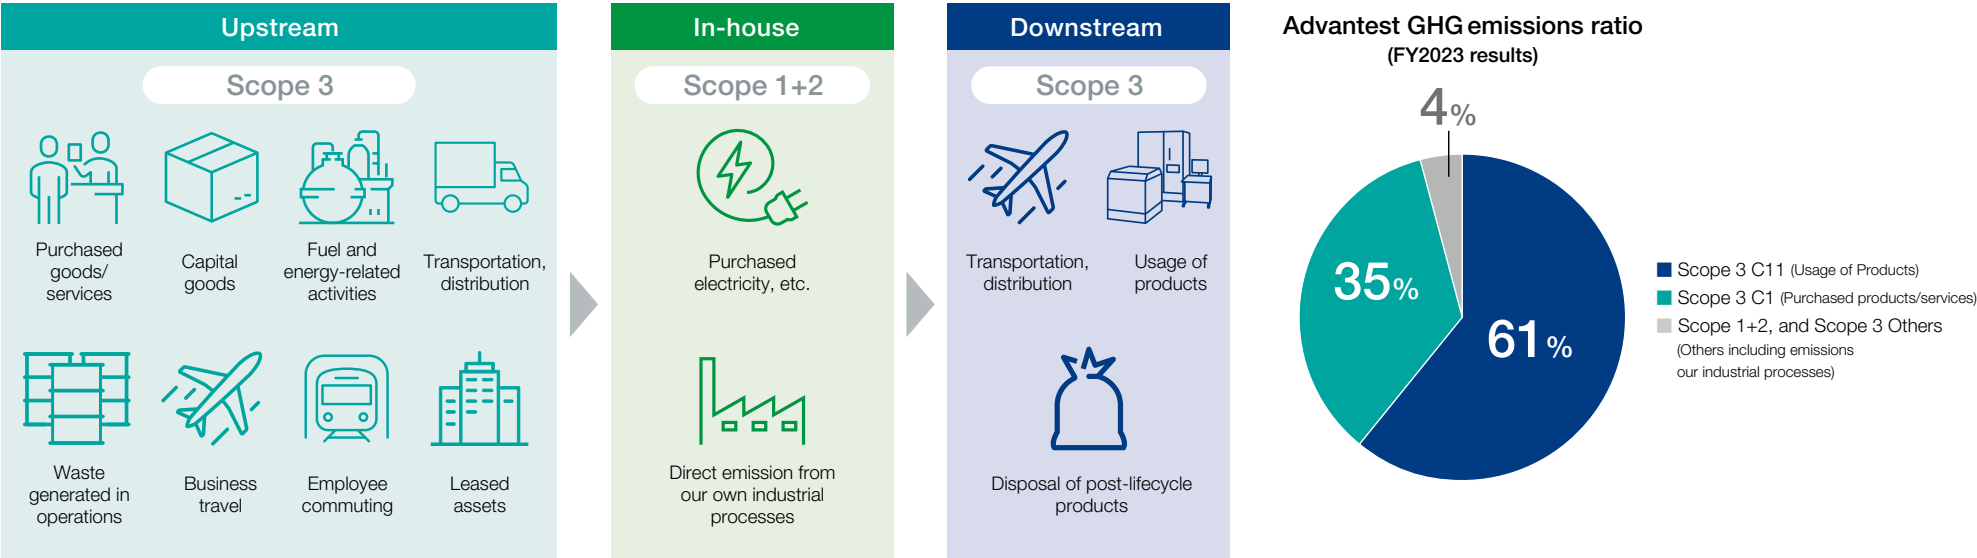 Upstream
Scope 3
Purchased
goods/
services
Capital
goods
Fuel and
energy-related
activities
Transportation,
distribution
Waste
generated in
operations
Business
travel
Employee
commuting
Leased
assets
In-house
Scope 1+2
Purchased
electricity, etc.
Direct emission from
our own industrial
processes
Downstream
Scope 3
Transportation,
distribution
Usage of
products
Disposal of post-lifecycle
products
Advantest GHG emissions ratio
(FY2023 results)
4%
35%
61%
Scope 3 C11 (Usage of Products)
Scope 3 C1 (Purchased products/services)
Scope 1+2, and Scope 3 Others
(Others including emissions
our industrial processes)